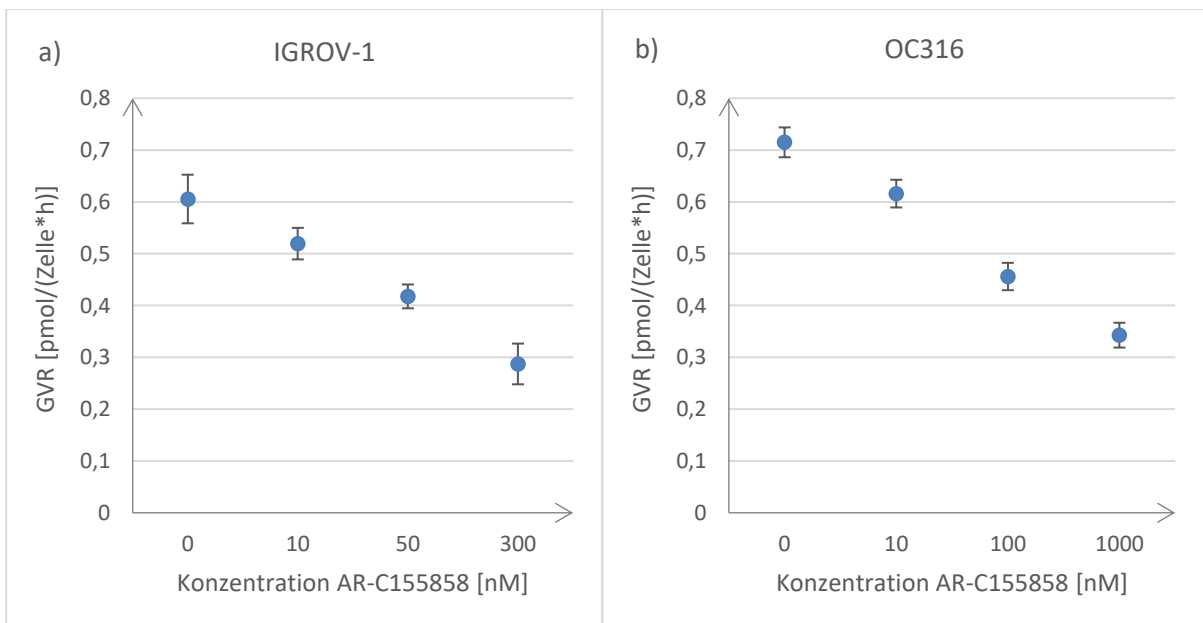 a)
IGROV-1
0,8
0,7
0,6
0,5
0,4
0,3
0,2
0,1
0
GVR [pmol/(Zelle*h)]
0 10 50 300
Konzentration AR-C155858 [nM]
b)
OC316
0,8
0,7
0,6
0,5
0,4
0,3
0,2
0,1
0
GVR [pmol/(Zelle*h)]
0 10 100 1000
Konzentration AR-C155858 [nM]